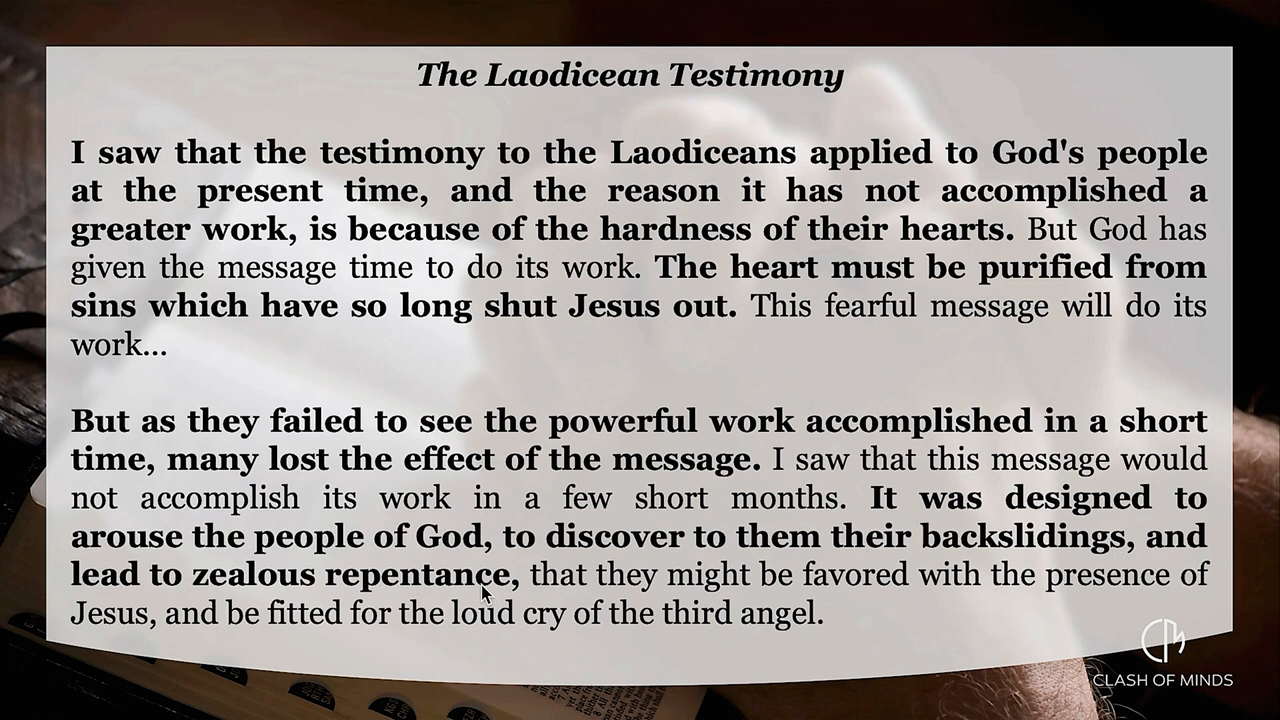 The Laodicean Testimony
I saw that the testimony to the Laodiceans applied to God's people
at the present time, and the reason it has not accomplished a
greater work, is because of the hardness of their hearts. But God has
given the message time to do its work. The heart must be purified from
sins which have so long shut Jesus out. This fearful message will do its
work...
But as they failed to see the powerful work accomplished in a short
time, many lost the effect of the message. I saw that this message would
not accomplish its work in a few short months. It was designed to
arouse the people of God, to discover to them their backslidings, and
lead to zealous repentance, that they might be favored with the presence of
Jesus, and be fitted for the loud cry of the third angel.
CLASH OF MINDS